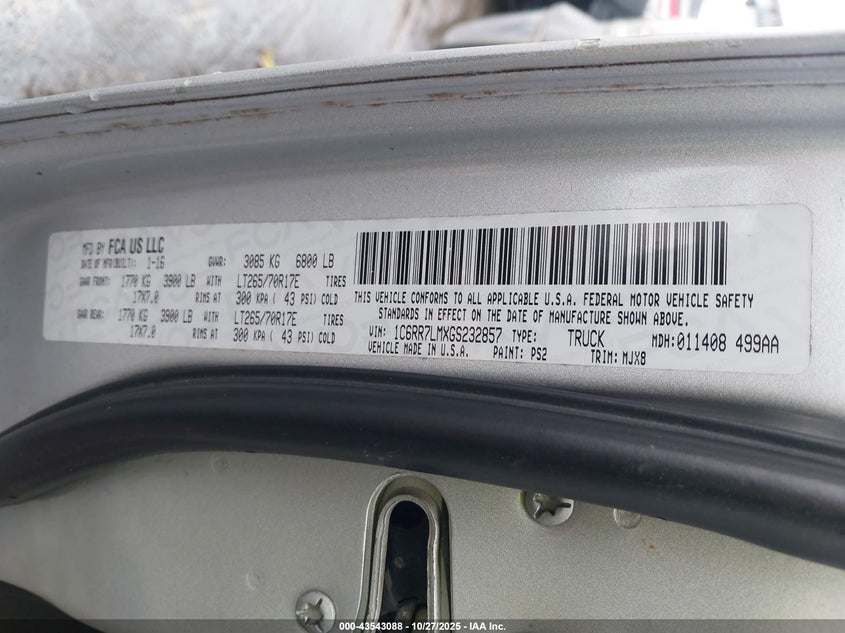 MFD BY FCA US LLC
DATE OF MFR(BUILT): 1-16 GVWR: 3085 KG 6800 LB
GAWR FRONT: 1770 KG 3900 LB WITH LT265/70R17E TIRES
17X7.0 RIMS AT 300 KPA ( 43 PSI) COLD
GAWR REAR: 1770 KG 3900 LB WITH LT265/70R17E TIRES
17X7.0 RIMS AT 300 KPA ( 43 PSI) COLD
THIS VEHICLE CONFORMS TO ALL APPLICABLE U.S.A. FEDERAL MOTOR VEHICLE SAFETY
STANDARDS IN EFFECT ON THE DATE OF MANUFACTURE SHOWN ABOVE.
VIN: 1C6RR7LMXGS232857 TYPE: TRUCK MDH:011408 499AA
VEHICLE MADE IN U.S.A. PAINT: PS2 TRIM: MJX8
000-43543088 - 10/27/2025 - IAA Inc.